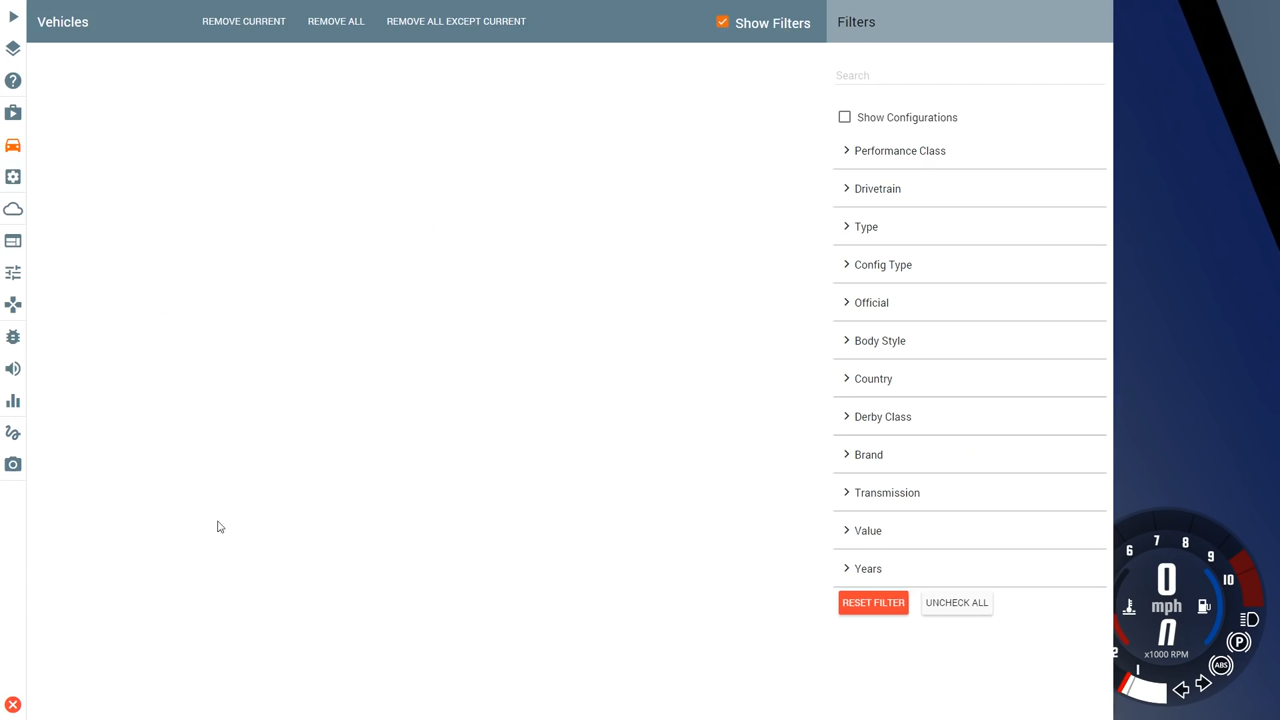 Vehicles
REMOVE CURRENT
REMOVE ALL
REMOVE ALL EXCEPT CURRENT
Show Filters
Filters
Search
Show Configurations
Performance Class
Drivetrain
Type
Config Type
Official
Body Style
Country
Derby Class
Brand
Transmission
Value
Years
RESET FILTER
UNCHECK ALL
6 7 8 9 10
0
mph
n
x1000 RPM
2
1
P
ABS